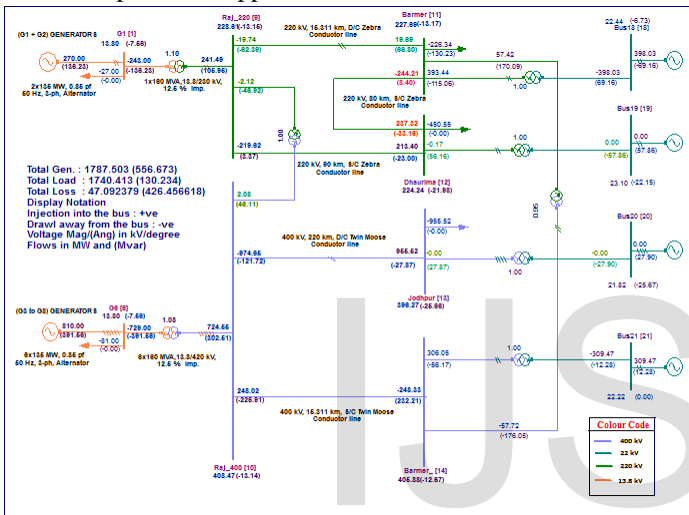 Raj_220 [9]
228.61(-13.15)
220 kV, 15.311 km, D/C Zebra
Conductor line
Barmer [11]
227.89(-13.17)
22.44 (-6.73)
Bus18 [18]
(G1 + G2) GENERATORS
G1 [1]
13.80 (-7.56)
270.00
(136.23)
-243.00
(-136.23)
-27.00
(-0.00)
2x135 MW, 0.85 pf
50 Hz, 3-ph, Alternator
1.10
241.49
(105.95)
1x160 MVA,13.8/230 kV,
12.5 % Imp.
-19.74
(-62.39)
-2.12
(-46.92)
1.00
-219.62
(3.37)
19.69
(66.80)
-226.34
(-130.23)
-244.21
(8.40)
393.44
(-115.06)
57.42
(170.09)
1.00
-398.03
(69.16)
398.03
(-69.16)
220 kV, 80 km, S/C Zebra
Conductor line
Bus19 [19]
237.32
(-33.16)
-450.55
(-0.00)
213.40
(-23.00)
-0.17
(56.16)
1.00
0.00
(-57.86)
0.00
(57.86)
220 kV, 90 km, S/C Zebra
Conductor line
Dhaurima [12]
224.24 (-21.98)
23.10 (-22.15)
0.95
Total Gen. : 1787.503 (556.673)
Total Load : 1740.413 (130.234)
Total Loss : 47.092379 (426.456618)
Display Notation
Injection into the bus : +ve
Drawl away from the bus : -ve
Voltage Mag/(Ang) in kV/degree
Flows in MW and (Mvar)
2.08
(46.11)
400 kV, 220 km, D/C Twin Moose
Conductor line
-974.65
(-121.72)
-955.52
(-0.00)
955.52
(-27.87)
-0.00
(27.87)
1.00
Bus20 [20]
-0.00
(-27.90)
0.00
(27.90)
21.82 (-25.67)
Jodhpur [13]
396.27(-25.66)
(G3 to G8) GENERATORS
G6 [6]
13.80 (-7.56)
810.00
(391.56)
-729.00
(-391.56)
-81.00
(-0.00)
6x135 MW, 0.85 pf
50 Hz, 3-ph, Alternator
1.08
724.55
(302.61)
6x160 MVA,13.8/420 kV,
12.5 % Imp.
248.02
(-226.91)
400 kV, 15.311 km, S/C Twin Moose
Conductor line
-248.33
(232.21)
306.05
(-56.17)
1.00
-309.47
(-12.28)
309.47
(12.28)
Bus21 [21]
22.22 (0.00)
-57.72
(-176.05)
Raj_400 [10]
408.47(-13.14)
Barmer_ [14]
405.88(-12.67)
Colour Code
400 kV
22 kV
220 kV
13.8 kV
IJS